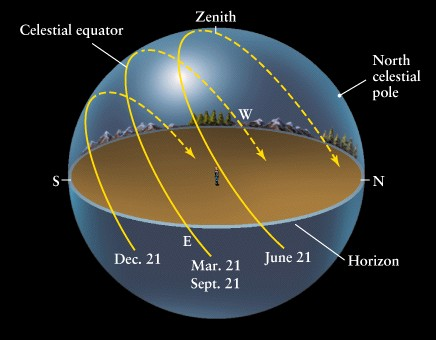 Zenith
Celestial equator
North
celestial
pole
W
S
N
E
Dec. 21
Mar. 21
Sept. 21
June 21
Horizon